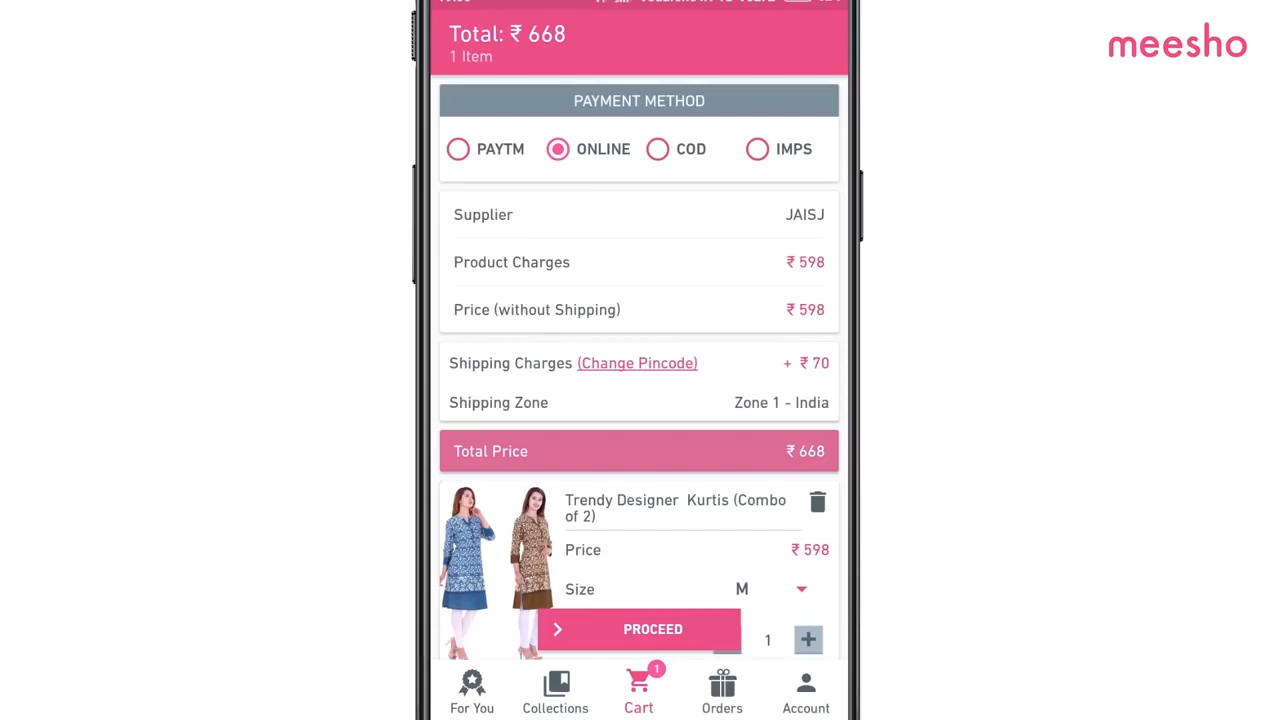 Total: ₹ 668
1 Item
meesho
PAYMENT METHOD
PAYTM ONLINE COD IMPS
Supplier JAISJ
Product Charges ₹ 598
Price (without Shipping) ₹ 598
Shipping Charges (Change Pincode) + ₹ 70
Shipping Zone Zone 1 - India
Total Price ₹ 668
Trendy Designer Kurtis (Combo
of 2)
Price ₹ 598
Size M
PROCEED
1
1
For You Collections Cart Orders Account